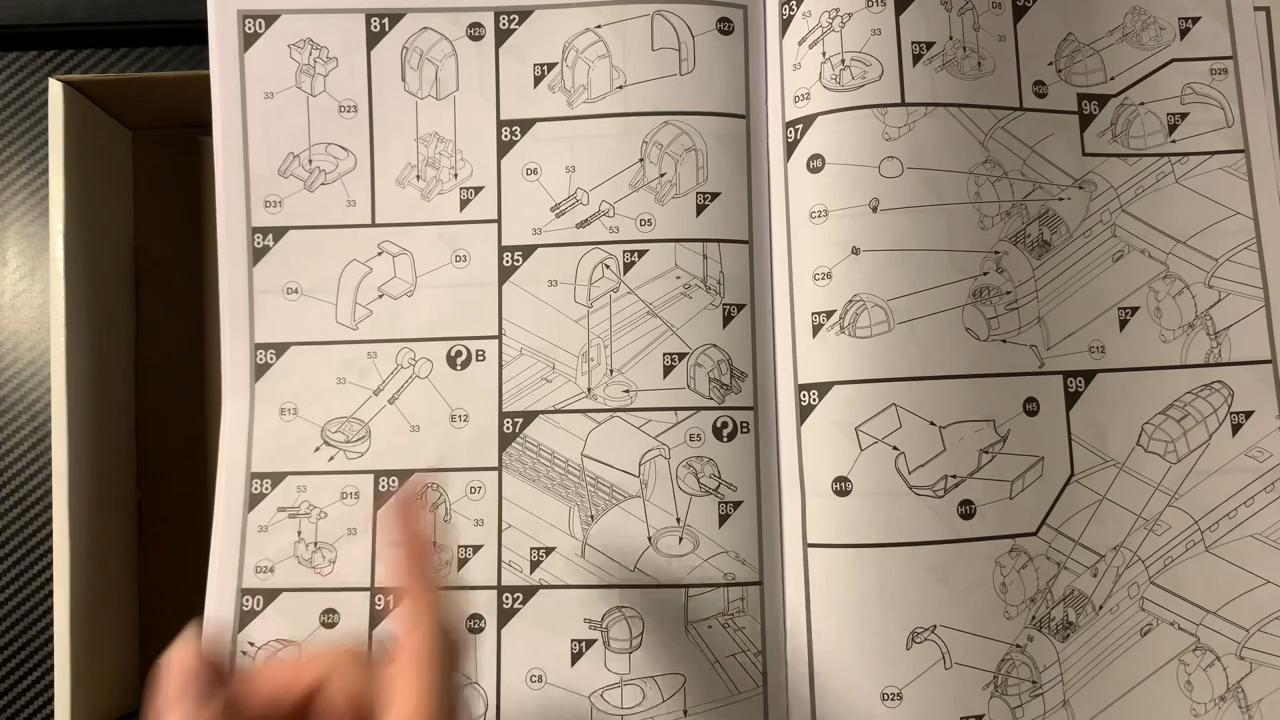 80
33
D23
D31
33
81
H29
80
82
H27
81
83
D6
53
D5
33
53
82
84
D3
D4
85
84
33
79
83
86
B
53
33
E13
33
E12
87
E5
B
86
85
88
53
D15
33
33
D24
89
D7
33
88
90
H28
91
H24
92
91
C8
93
D15
53
33
33
D32
D8
93
33
95
94
H26
96
D29
95
97
H6
C23
C26
96
92
C12
98
H5
H19
H17
99
98
D25